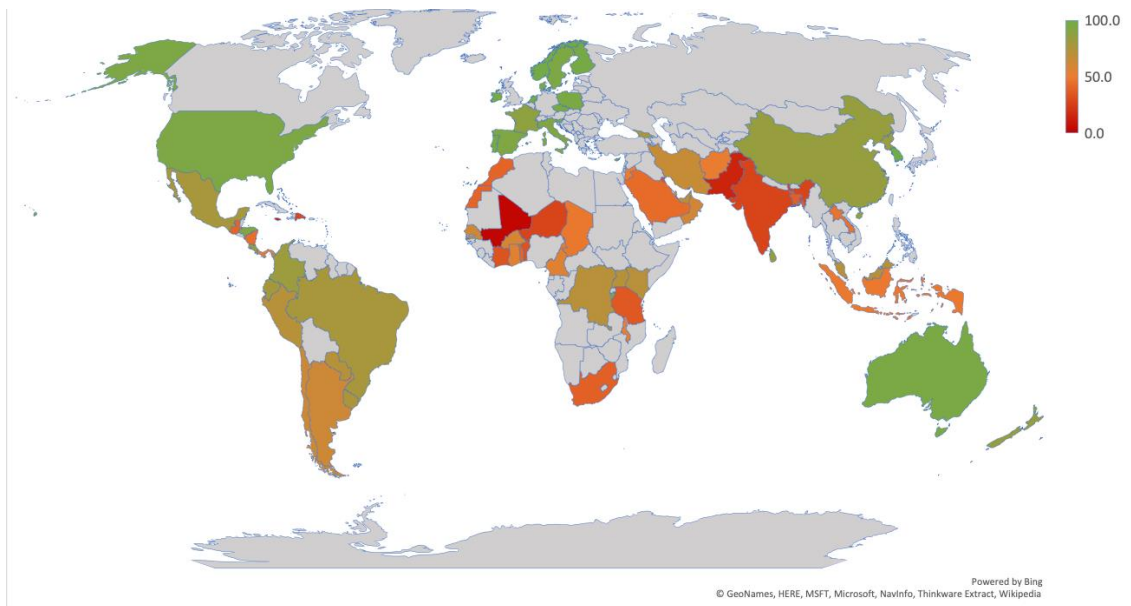 100.0
50.0
0.0
Powered by Bing
© GeoNames, HERE, MSFT, Microsoft, NavInfo, Thinkware Extract, Wikipedia